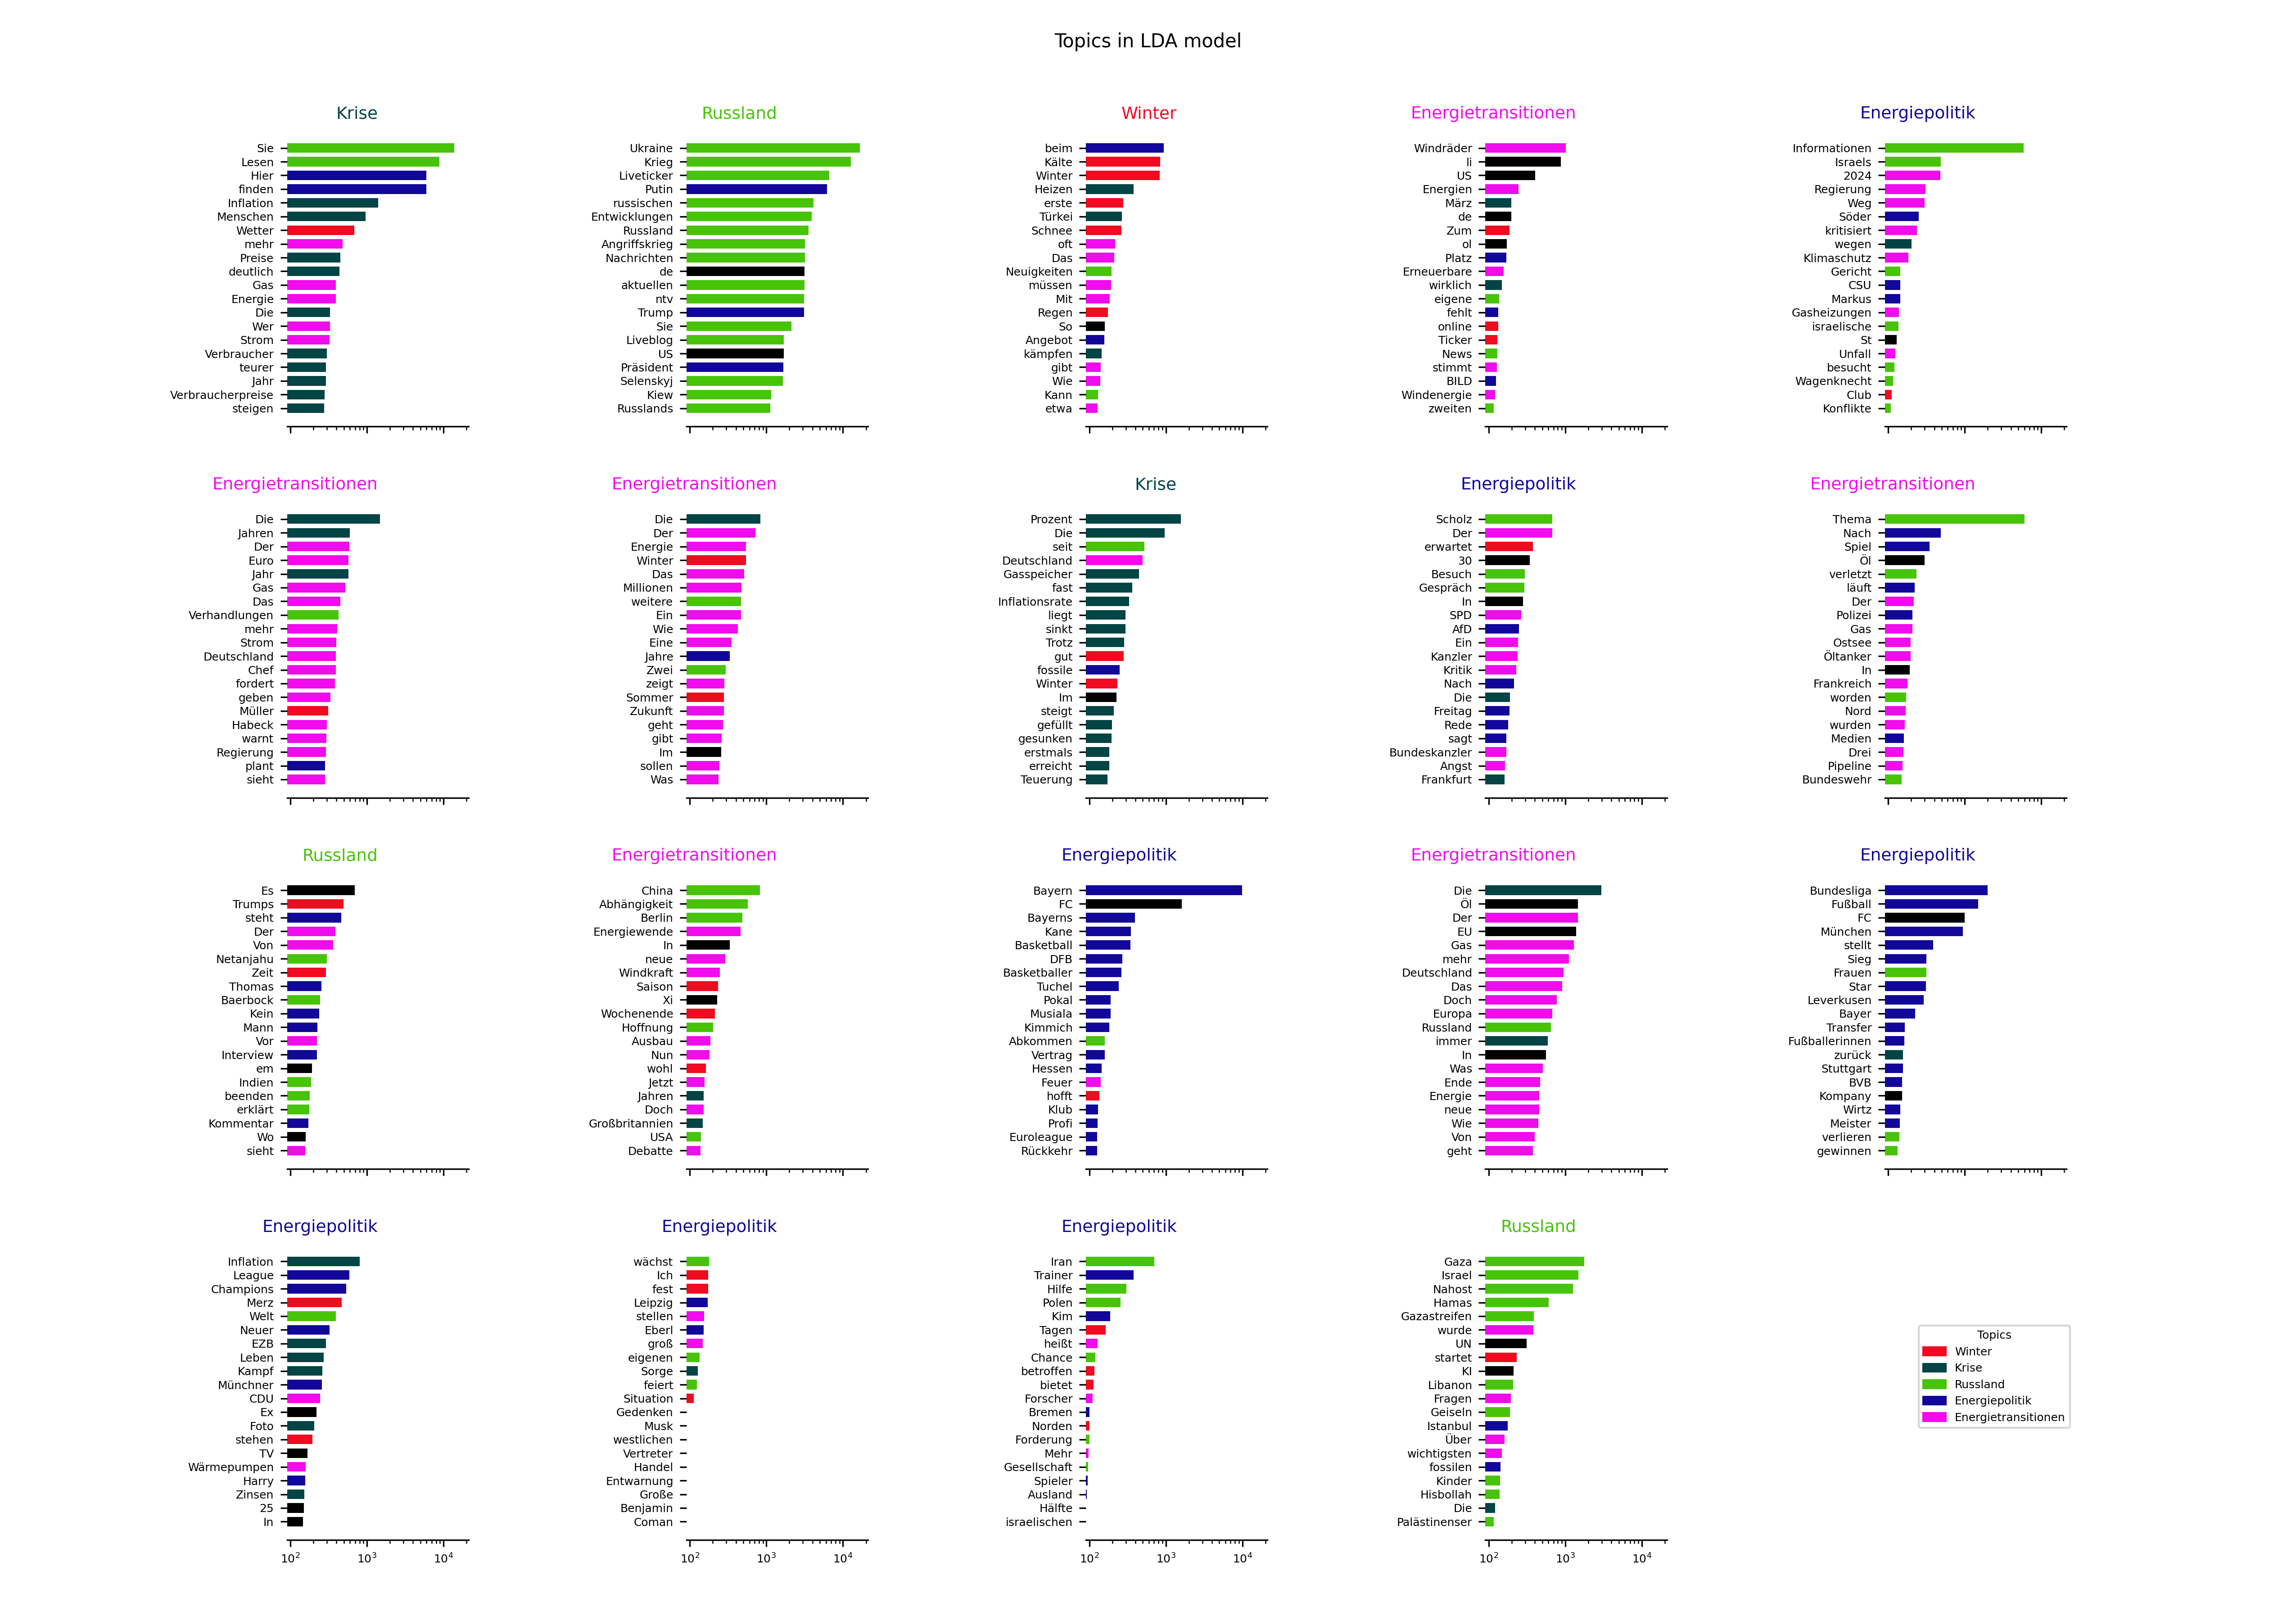 Topics in LDA model
Krise
Sie
Lesen
Hier
finden
Inflation
Menschen
Wetter
mehr
Preise
deutlich
Gas
Energie
Die
Wer
Strom
Verbraucher
teurer
Jahr
Verbraucherpreise
steigen
Russland
Ukraine
Krieg
Liveticker
Putin
russischen
Entwicklungen
Russland
Angriffskrieg
Nachrichten
de
aktuellen
ntv
Trump
Sie
Liveblog
US
Präsident
Selenskyj
Kiew
Russlands
Winter
beim
Kälte
Winter
Heizen
erste
Türkei
Schnee
oft
Das
Neuigkeiten
müssen
Mit
Regen
So
Angebot
kämpfen
gibt
Wie
Kann
etwa
Energietransitionen
Windräder
li
US
Energien
März
de
Zum
ol
Platz
Erneuerbare
wirklich
eigene
fehlt
online
Ticker
News
stimmt
BILD
Windenergie
zweiten
Energiepolitik
Informationen
Israels
2024
Regierung
Weg
Söder
kritisiert
wegen
Klimaschutz
Gericht
CSU
Markus
Gasheizungen
israelische
St
Unfall
besucht
Wagenknecht
Club
Konflikte
Energietransitionen
Die
Jahren
Der
Euro
Jahr
Gas
Das
Verhandlungen
mehr
Strom
Deutschland
Chef
fordert
geben
Müller
Habeck
warnt
Regierung
plant
sieht
Energietransitionen
Die
Der
Energie
Winter
Das
Millionen
weitere
Ein
Wie
Eine
Jahre
Zwei
zeigt
Sommer
Zukunft
geht
gibt
Im
sollen
Was
Krise
Prozent
Die
seit
Deutschland
Gasspeicher
fast
Inflationsrate
liegt
sinkt
Trotz
gut
fossile
Winter
Im
steigt
gefüllt
gesunken
erstmals
erreicht
Teuerung
Energiepolitik
Scholz
Der
erwartet
30
Besuch
Gespräch
In
SPD
AfD
Ein
Kanzler
Kritik
Nach
Die
Freitag
Rede
sagt
Bundeskanzler
Angst
Frankfurt
Energietransitionen
Thema
Nach
Spiel
Öl
verletzt
läuft
Der
Polizei
Gas
Ostsee
Öltanker
In
Frankreich
worden
Nord
wurden
Medien
Drei
Pipeline
Bundeswehr
Russland
Es
Trumps
steht
Der
Von
Netanjahu
Zeit
Thomas
Baerbock
Kein
Mann
Vor
Interview
em
Indien
beenden
erklärt
Kommentar
Wo
sieht
Energietransitionen
China
Abhängigkeit
Berlin
Energiewende
In
neue
Windkraft
Saison
Xi
Wochenende
Hoffnung
Ausbau
Nun
wohl
Jetzt
Jahren
Doch
Großbritannien
USA
Debatte
Energiepolitik
Bayern
FC
Bayerns
Kane
Basketball
DFB
Basketballer
Tuchel
Pokal
Musiala
Kimmich
Abkommen
Vertrag
Hessen
Feuer
hofft
Klub
Profi
Euroleague
Rückkehr
Energietransitionen
Die
Öl
Der
EU
Gas
mehr
Deutschland
Das
Doch
Europa
Russland
immer
In
Was
Ende
Energie
neue
Wie
Von
geht
Energiepolitik
Bundesliga
Fußball
FC
München
stellt
Sieg
Frauen
Star
Leverkusen
Bayer
Transfer
Fußballerinnen
zurück
Stuttgart
BVB
Kompany
Wirtz
Meister
verlieren
gewinnen
Energiepolitik
Inflation
League
Champions
Merz
Welt
Neuer
EZB
Leben
Kampf
Münchner
CDU
Ex
Foto
stehen
TV
Wärmepumpen
Harry
Zinsen
25
In
10² 10³ 10⁴
Energiepolitik
wächst
Ich
fest
Leipzig
stellen
Eberl
groß
eigenen
Sorge
feiert
Situation
Gedenken
Musk
westlichen
Vertreter
Handel
Entwarnung
Große
Benjamin
Coman
10² 10³ 10⁴
Energiepolitik
Iran
Trainer
Hilfe
Polen
Kim
Tagen
heißt
Chance
betroffen
bietet
Forscher
Bremen
Norden
Forderung
Mehr
Gesellschaft
Spieler
Ausland
Hälfte
israelischen
10² 10³ 10⁴
Russland
Gaza
Israel
Nahost
Hamas
Gazastreifen
wurde
UN
startet
KI
Libanon
Fragen
Geiseln
Istanbul
Über
wichtigsten
fossilen
Kinder
Hisbollah
Die
Palästinenser
10² 10³ 10⁴
Topics
Winter
Krise
Russland
Energiepolitik
Energietransitionen